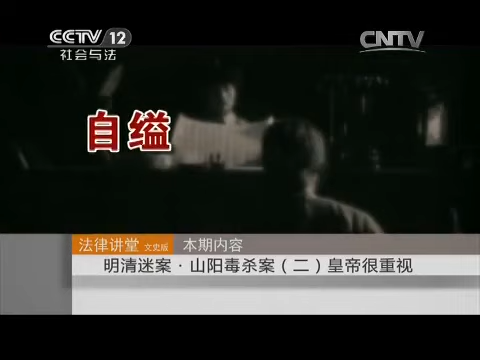 CCTV 12
社会与法
CNTV
自缢
法律讲堂 文史版 本期内容
明清迷案·山阳毒杀案（二）皇帝很重视